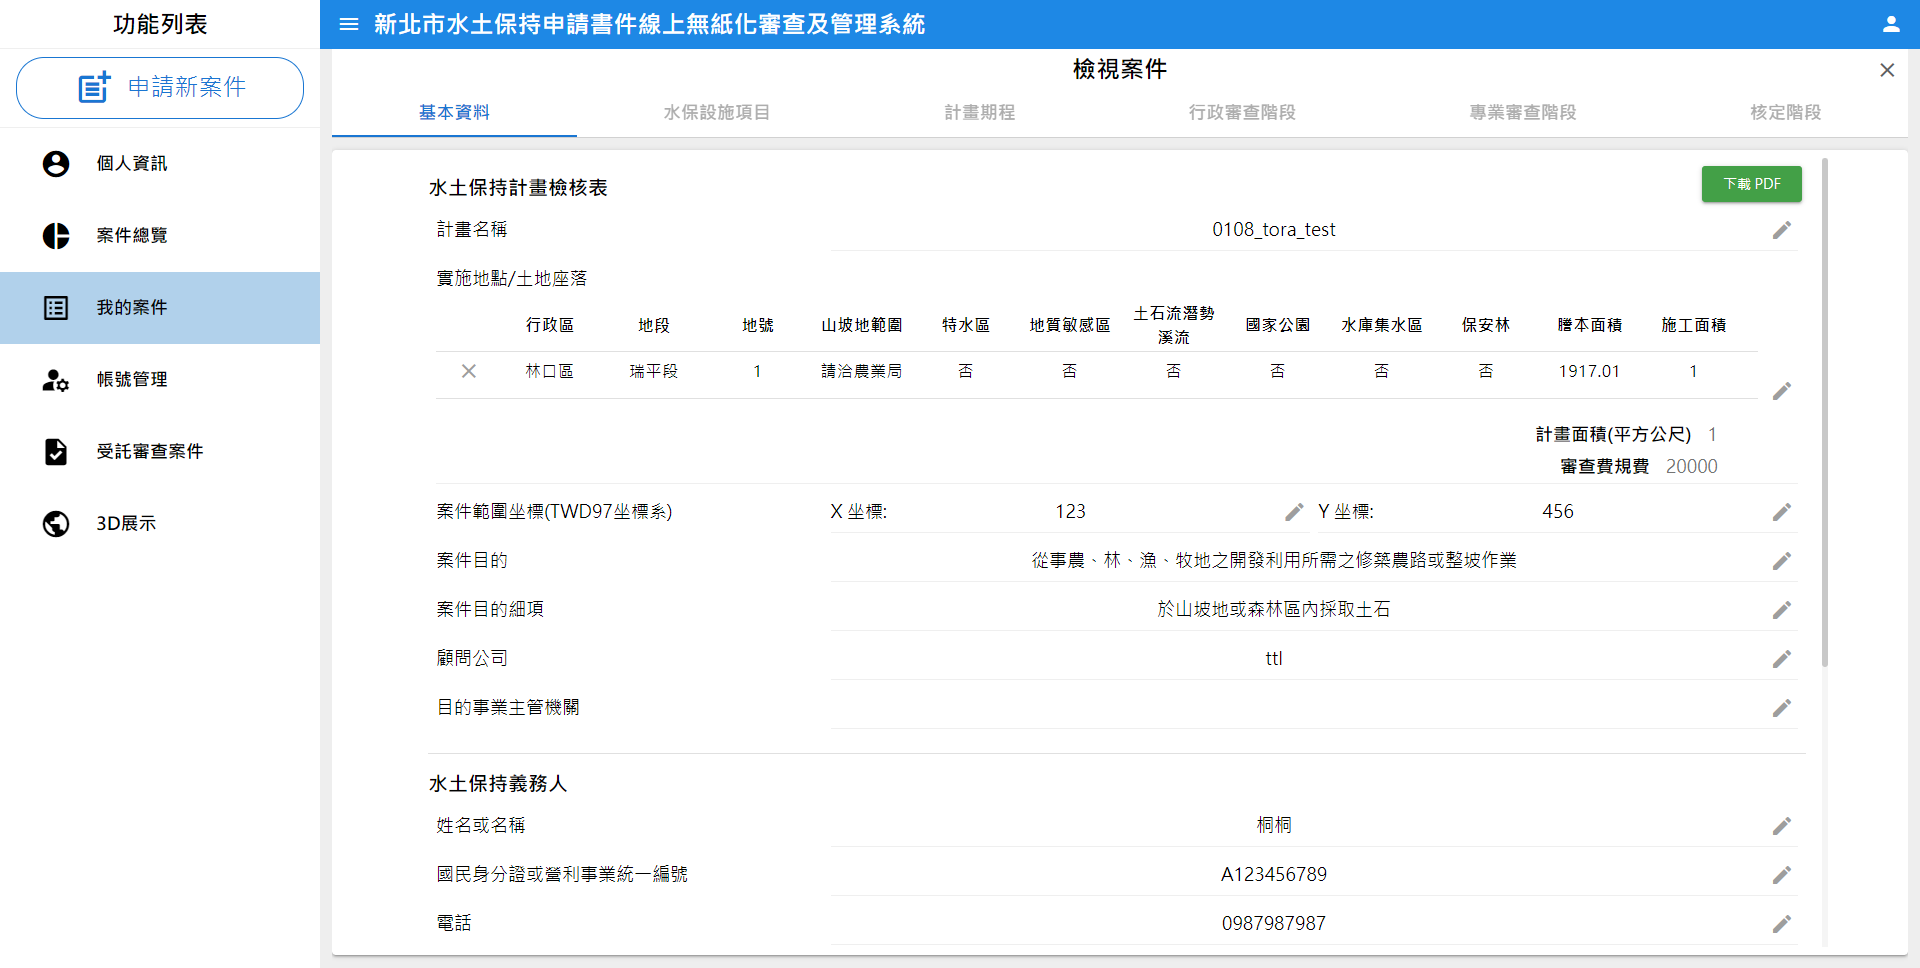 功能列表
新北市水土保持申請書件線上無紙化審查及管理系統
申請新案件
個人資訊
案件總覽
我的案件
帳號管理
受託審查案件
3D展示
檢視案件
基本資料 水保設施項目 計畫期程 行政審查階段 專業審查階段 核定階段
水土保持計畫檢核表
下載 PDF
計畫名稱 0108_tora_test
實施地點/土地座落
行政區 地段 地號 山坡地範圍 特水區 地質敏感區 土石流潛勢溪流 國家公園 水庫集水區 保安林 謄本面積 施工面積
林口區 瑞平段 1 請洽農業局 否 否 否 否 否 否 1917.01 1
計畫面積(平方公尺) 1
審查費規費 20000
案件範圍坐標(TWD97坐標系) X 坐標: 123 Y 坐標: 456
案件目的 從事農、林、漁、牧地之開發利用所需之修築農路或整坡作業
案件目的細項 於山坡地或森林區內採取土石
顧問公司 ttl
目的事業主管機關
水土保持義務人
姓名或名稱 桐桐
國民身分證或營利事業統一編號 A123456789
電話 0987987987